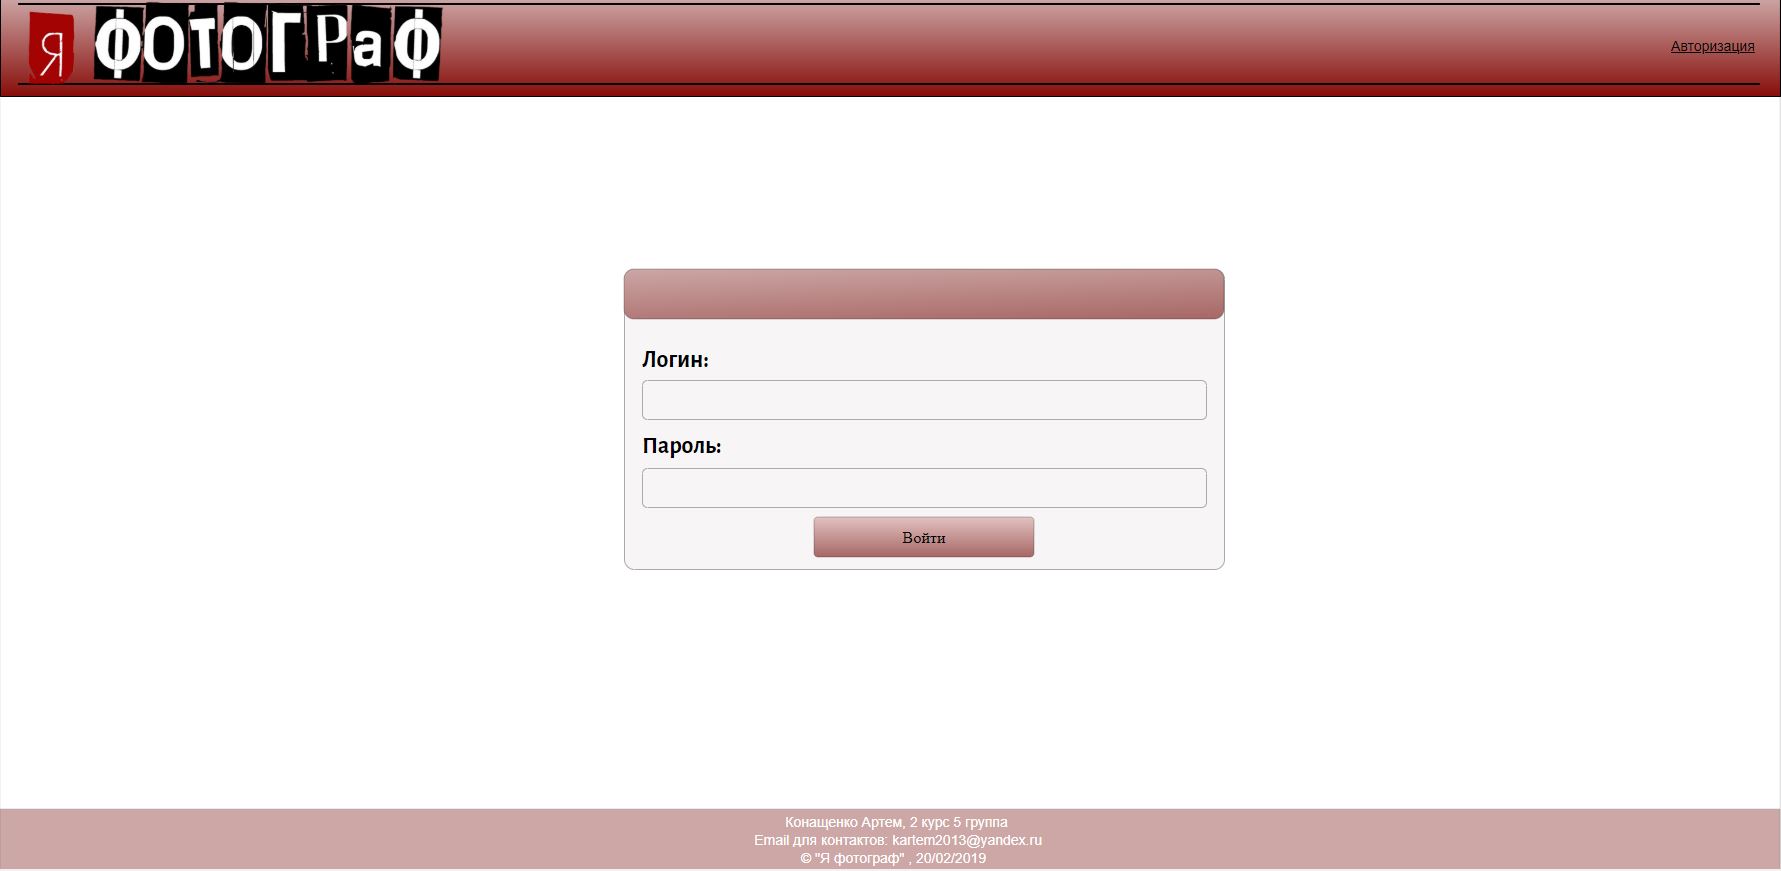 Я ФОТОГРаФ
Авторизация
Логин:
Пароль:
Войти
Конащенко Артем, 2 курс 5 группа
Email для контактов: kartem2013@yandex.ru
© "Я фотограф" , 20/02/2019